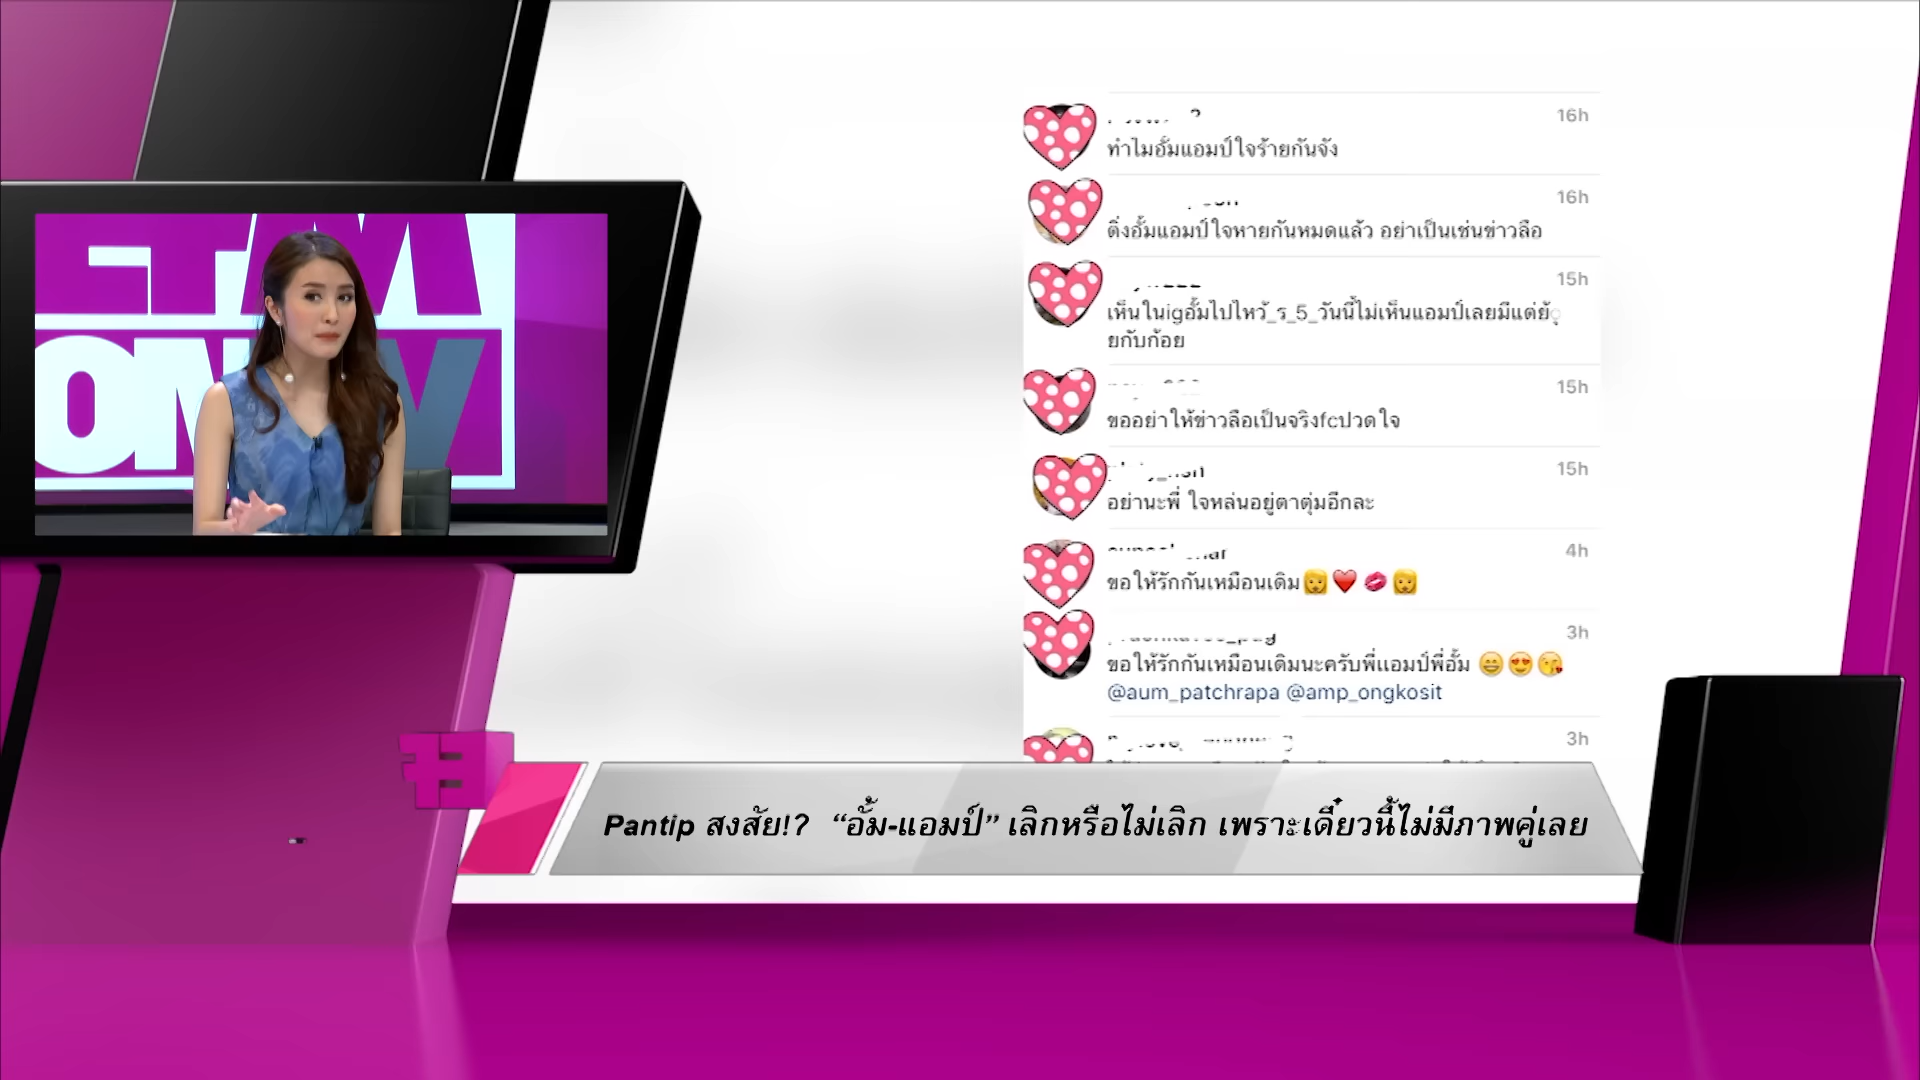 16h
ทำไมอั้มแอมป์ใจร้ายกันจัง
16h
ติ่งอั้มแอมป์ใจหายกันหมดแล้ว อย่าเป็นเช่นข่าวลือ
15h
เห็นในigอั้มไปไหว้_ร_5_วันนี้ไม่เห็นแอมป์เลยมีแต่ยุ้
ยกับก้อย
15h
ขออย่าให้ข่าวลือเป็นจริงfcปวดใจ
15h
อย่านะพี่ ใจหล่นอยู่ตาตุ่มอีกละ
4h
ขอให้รักกันเหมือนเดิม👩❤️💋👩
3h
ขอให้รักกันเหมือนเดิมนะครับพี่แอมป์พี่อั้ม 😄😍😘
@aum_patchrapa @amp_ongkosit
3h
Pantip สงสัย!? “อั้ม-แอมป์” เลิกหรือไม่เลิก เพราะเดี๋ยวนี้ไม่มีภาพคู่เลย